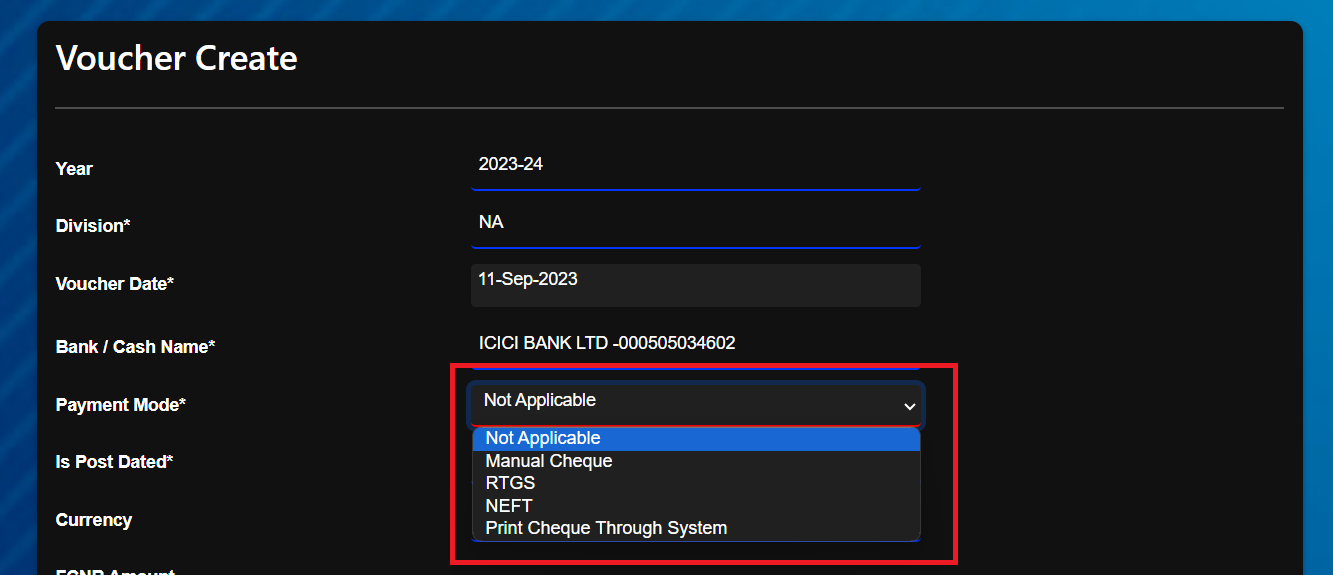 Voucher Create
Year
2023-24
Division*
NA
Voucher Date*
11-Sep-2023
Bank / Cash Name*
ICICI BANK LTD -000505034602
Payment Mode*
Not Applicable
Not Applicable
Manual Cheque
RTGS
NEFT
Print Cheque Through System
Is Post Dated*
Currency